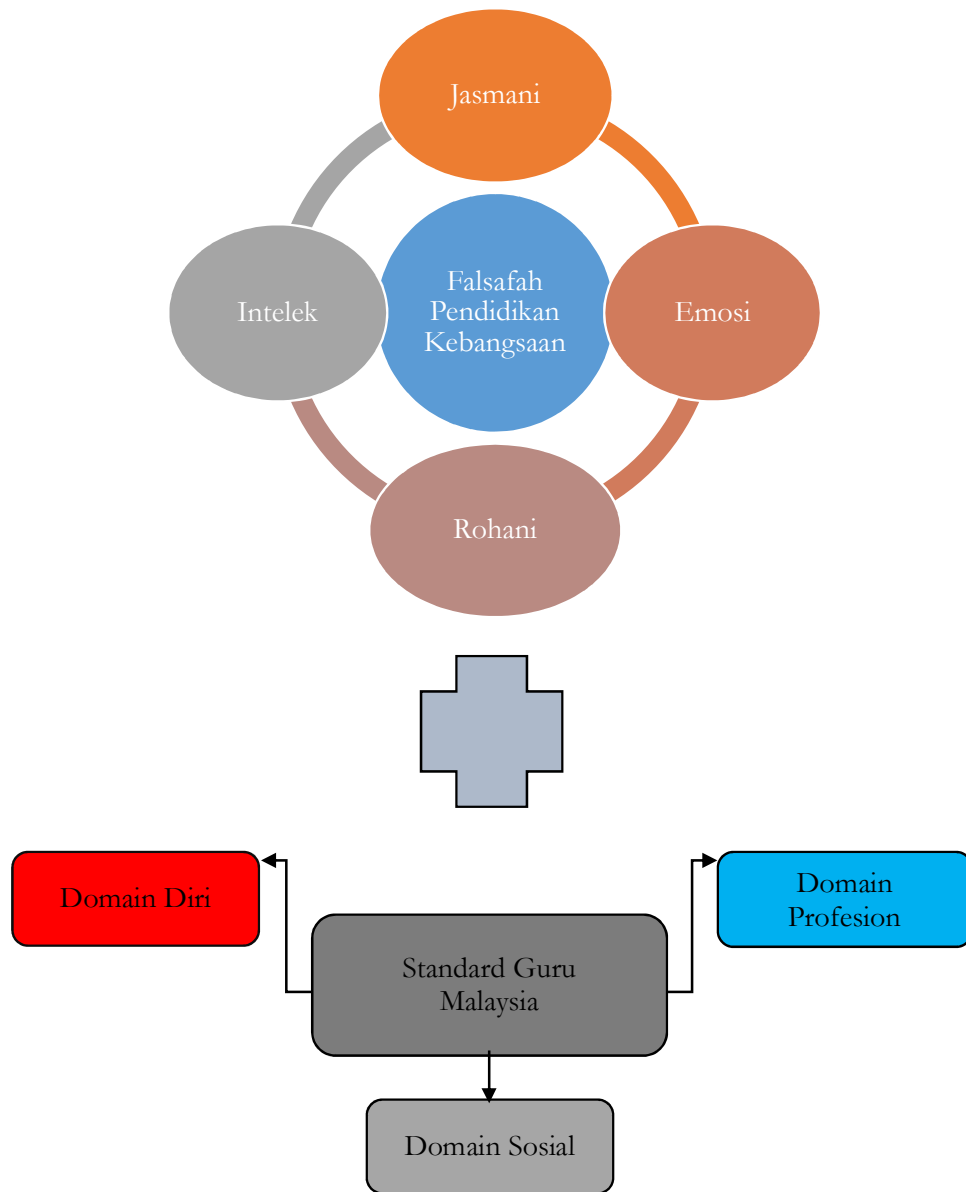 Jasmani
Intelek
Falsafah
Pendidikan
Kebangsaan
Emosi
Rohani
Domain Diri
Domain
Profesion
Standard Guru
Malaysia
Domain Sosial